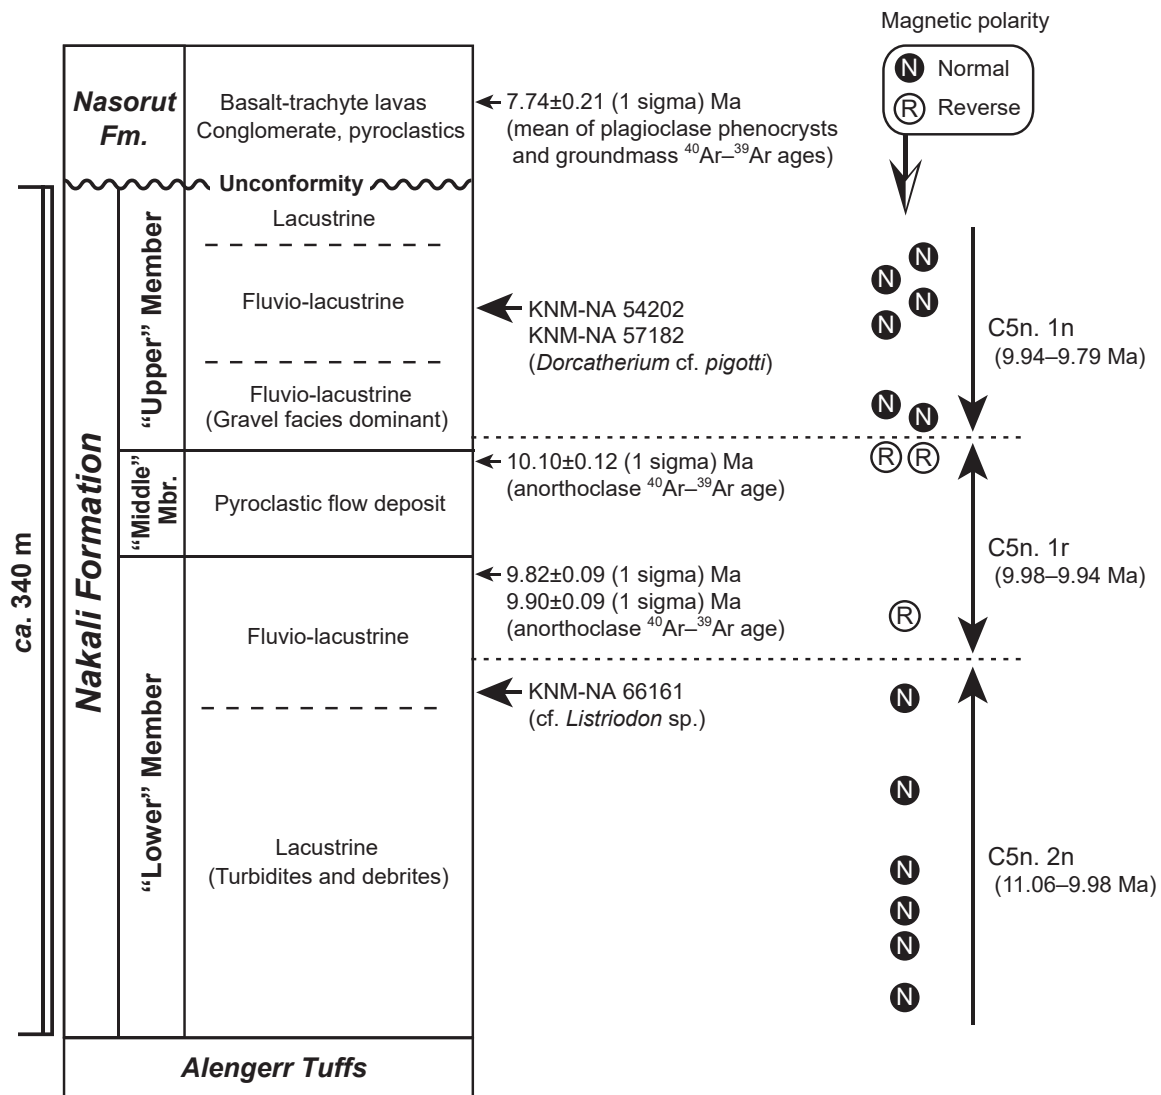 Magnetic polarity
N Normal
R Reverse
Nasorut
Fm.
Basalt-trachyte lavas
Conglomerate, pyroclastics
7.74±0.21 (1 sigma) Ma
(mean of plagioclase phenocrysts
and groundmass ⁴⁰Ar–³⁹Ar ages)
Unconformity
ca. 340 m
Nakali Formation
“Upper” Member
Lacustrine
Fluvio-lacustrine
Fluvio-lacustrine
(Gravel facies dominant)
KNM-NA 54202
KNM-NA 57182
(Dorcatherium cf. pigotti)
N
N
N
N
N
N
C5n. 1n
(9.94–9.79 Ma)
“Middle”
Mbr.
Pyroclastic flow deposit
10.10±0.12 (1 sigma) Ma
(anorthoclase ⁴⁰Ar–³⁹Ar age)
R R
C5n. 1r
(9.98–9.94 Ma)
“Lower” Member
Fluvio-lacustrine
9.82±0.09 (1 sigma) Ma
9.90±0.09 (1 sigma) Ma
(anorthoclase ⁴⁰Ar–³⁹Ar age)
R
KNM-NA 66161
(cf. Listriodon sp.)
Lacustrine
(Turbidites and debrites)
N
N
N
N
N
N
C5n. 2n
(11.06–9.98 Ma)
Alengerr Tuffs